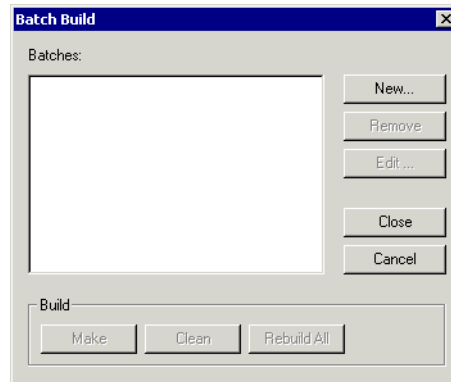 Batch Build
Batches:
New...
Remove
Edit ...
Close
Cancel
Build
Make
Clean
Rebuild All